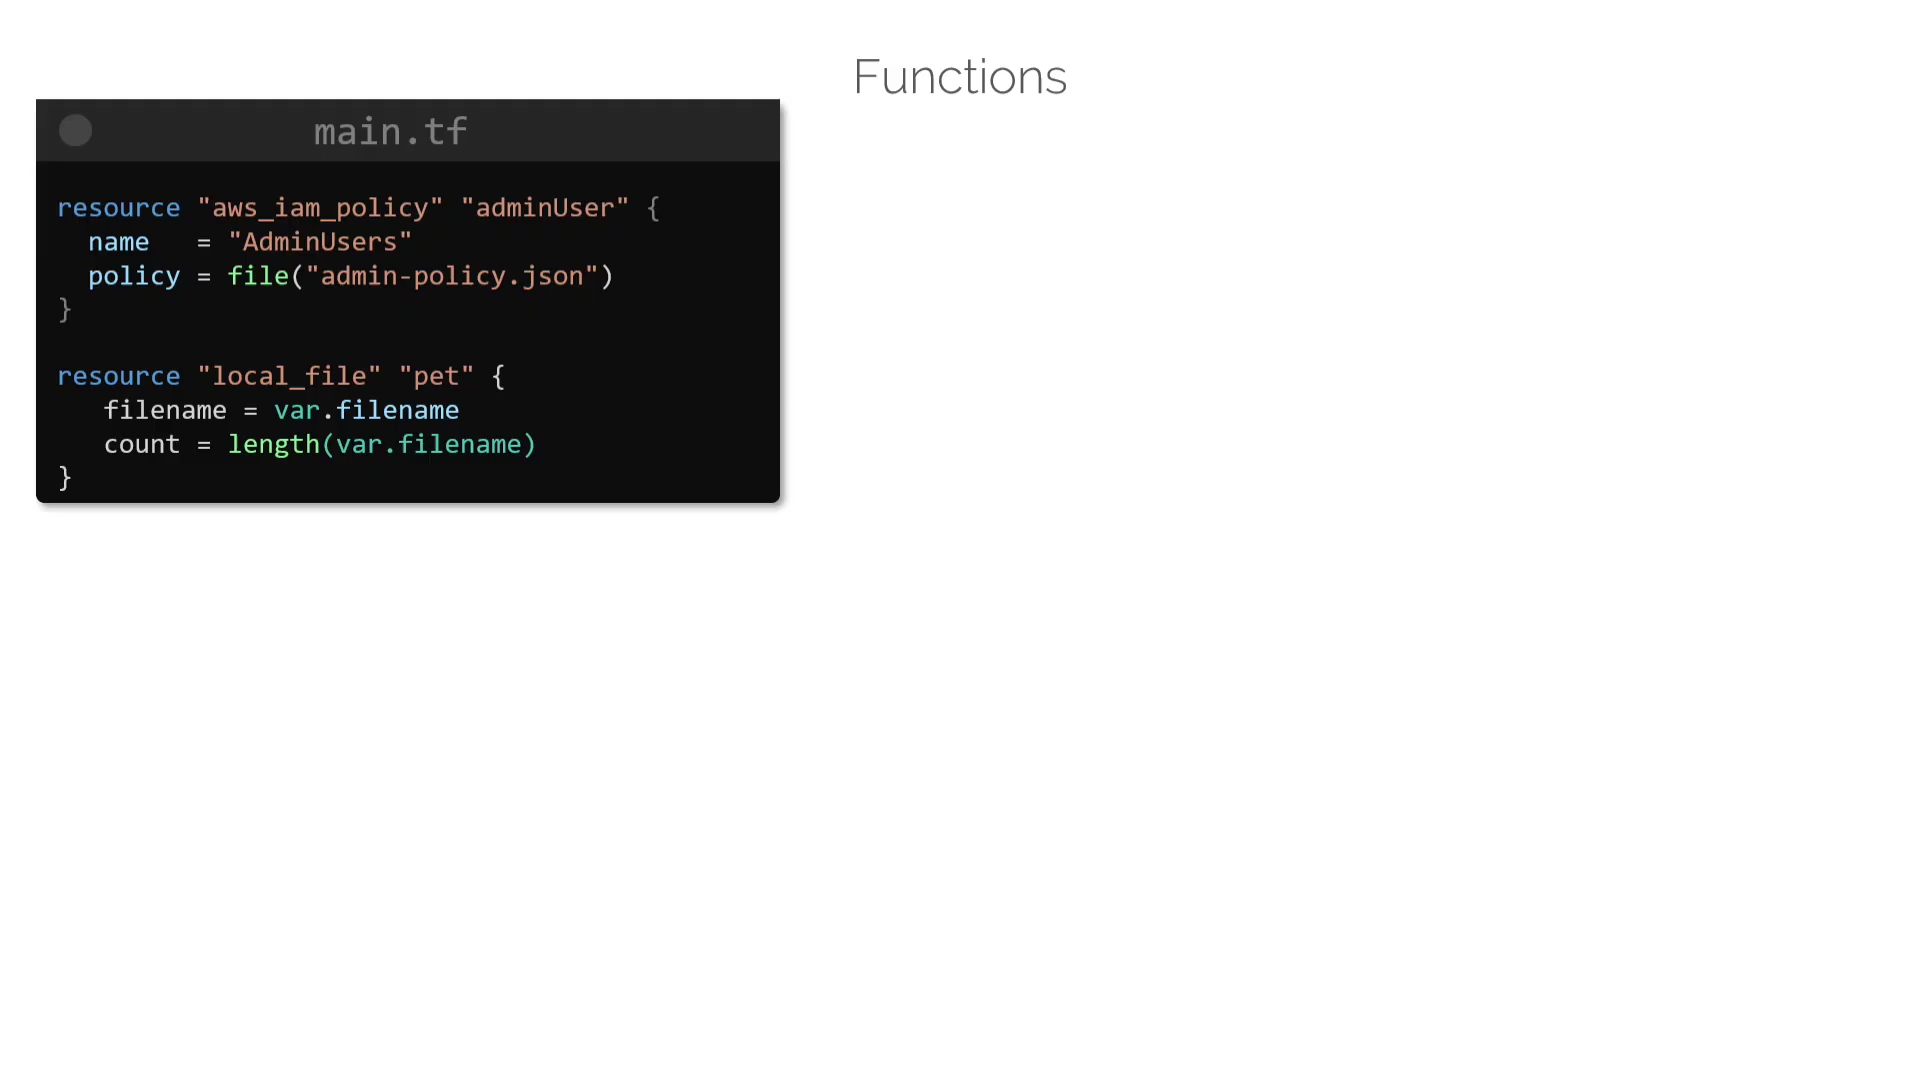 Functions
main.tf
resource "aws_iam_policy" "adminUser" {
  name   = "AdminUsers"
  policy = file("admin-policy.json")
}
resource "local_file" "pet" {
   filename = var.filename
   count = length(var.filename)
}